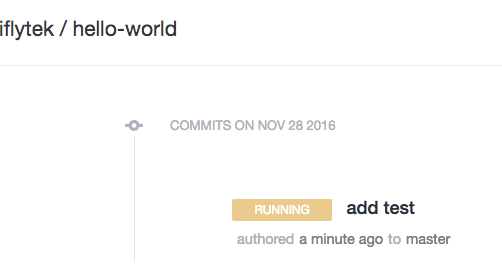 iflytek / hello-world
COMMITS ON NOV 28 2016
RUNNING add test
authored a minute ago to master